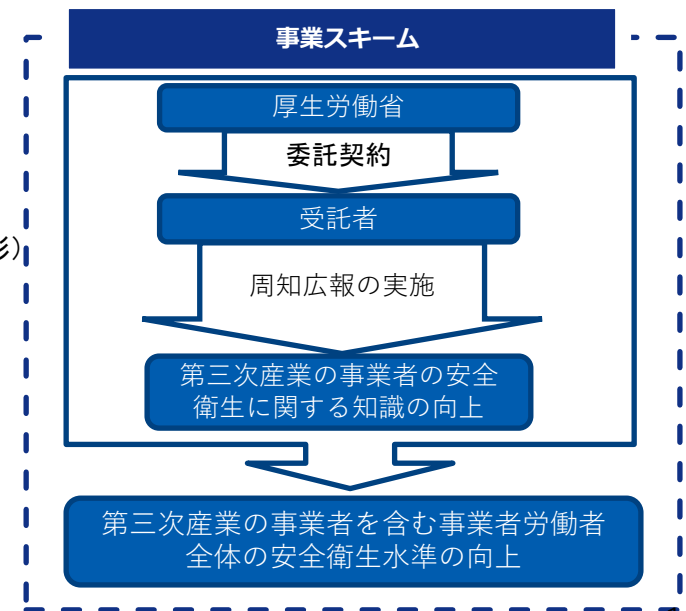 事業スキーム
厚生労働省
委託契約
受託者
形）
周知広報の実施
第三次産業の事業者の安全
衛生に関する知識の向上
第三次産業の事業者を含む事業者労働者
全体の安全衛生水準の向上